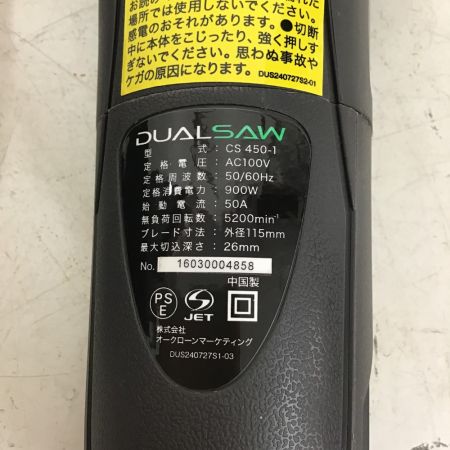 場所では使用しないでください。
感電のおそれがあります。●切断
中に本体をこじったり、強く押しす
ぎないでください。思わぬ事故や
ケガの原因になります。
DUS240727S2-01
DUALSAW
型式：CS 450-1
定格電圧：AC100V
定格周波数：50/60Hz
定格消費電力：900W
始動電流：50A
無負荷回転数：5200min⁻¹
ブレード寸法：外径115mm
最大切込深さ：26mm
No. 16030004858
中国製
PS
E
S
JET
株式会社
オークローンマーケティング
DUS240727S1-03